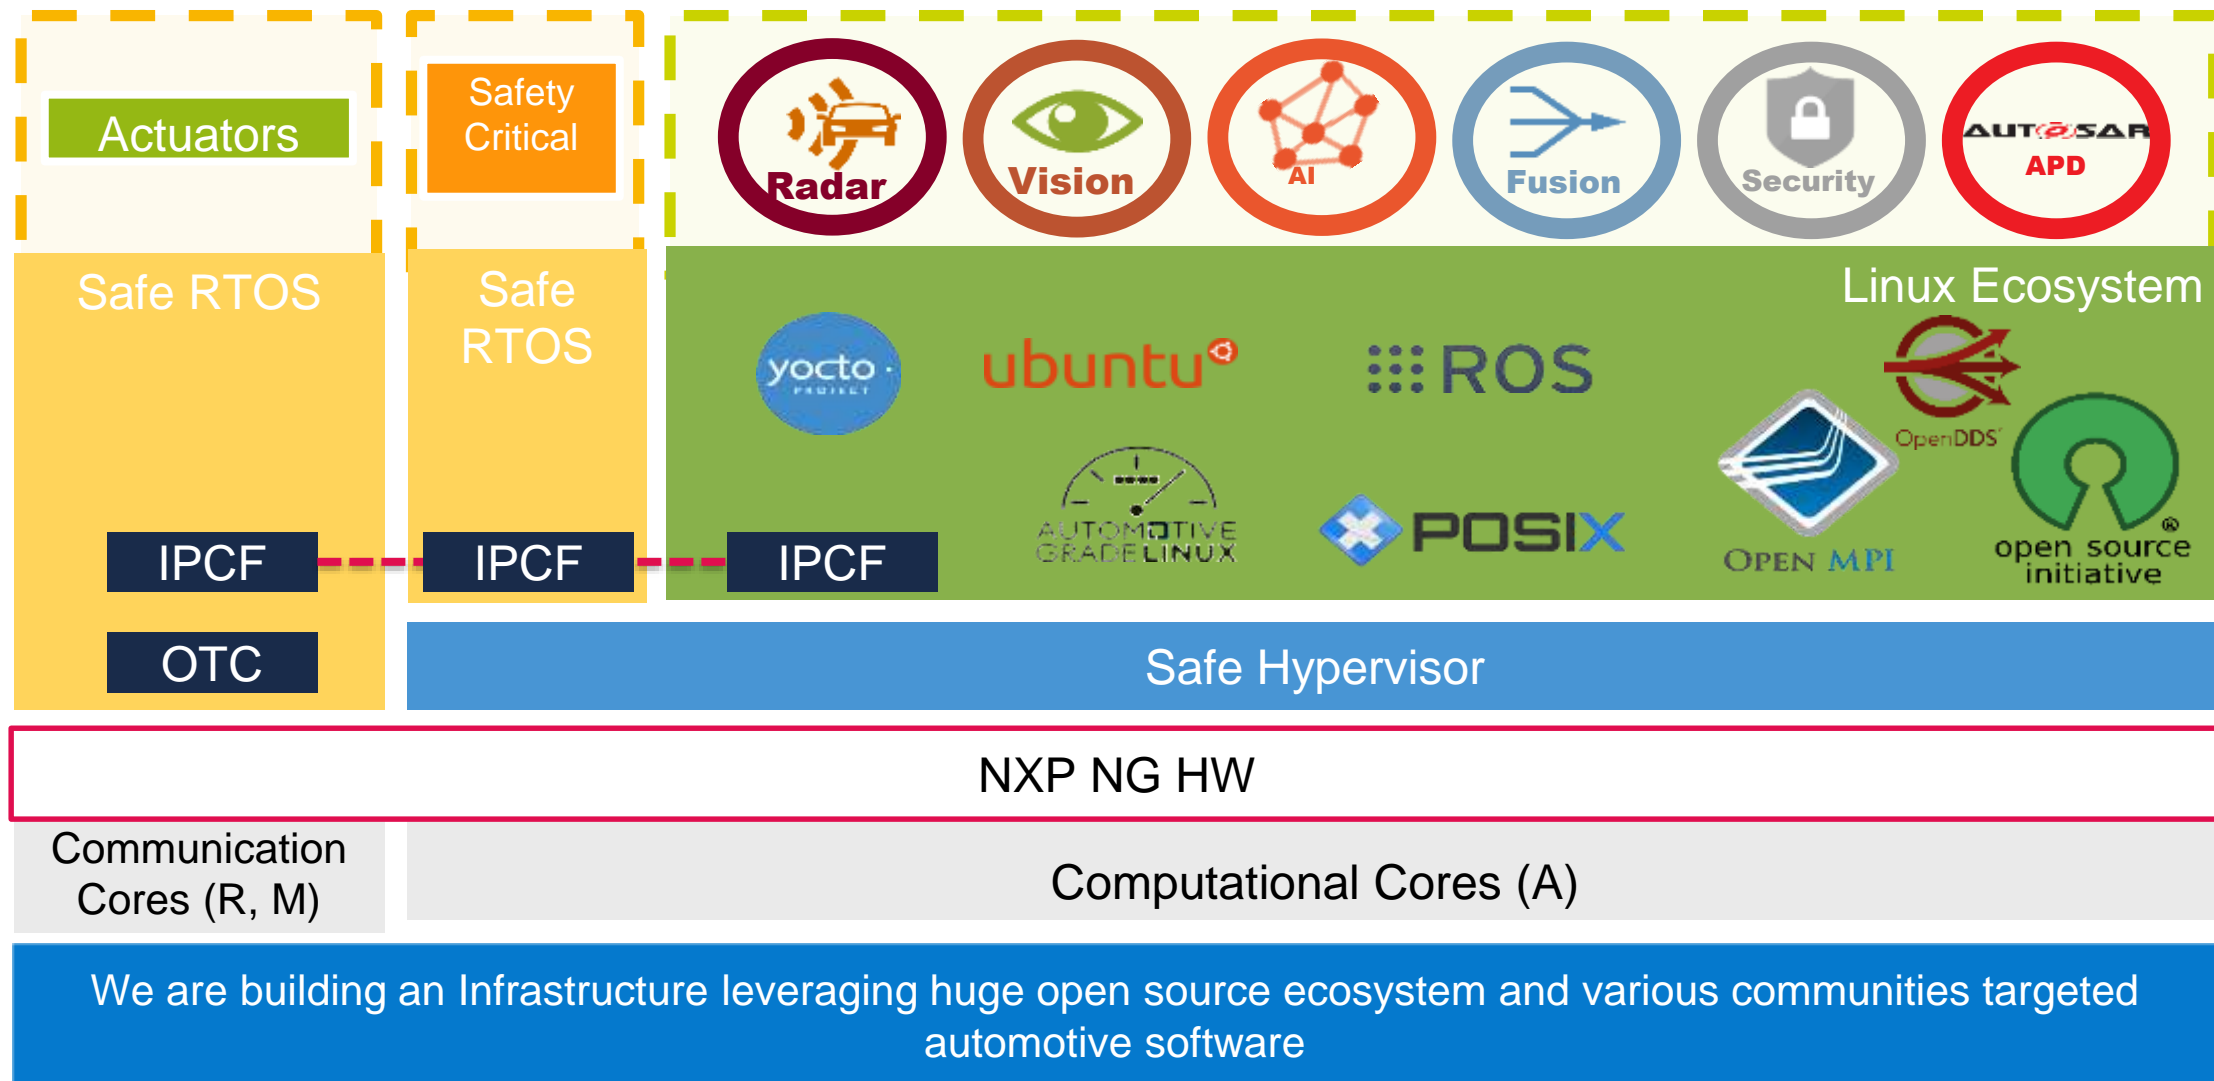 Actuators
Safety
Critical
Radar
Vision
AI
Fusion
Security
AUTOSAR
APD
Safe RTOS
Safe
RTOS
Linux Ecosystem
yocto
PROJECT
ubuntu
ROS
OpenDDS
AUTOMOTIVE
GRADELINUX
POSIX
OPEN MPI
open source
initiative
IPCF
IPCF
IPCF
OTC
Safe Hypervisor
NXP NG HW
Communication
Cores (R, M)
Computational Cores (A)
We are building an Infrastructure leveraging huge open source ecosystem and various communities targeted
automotive software